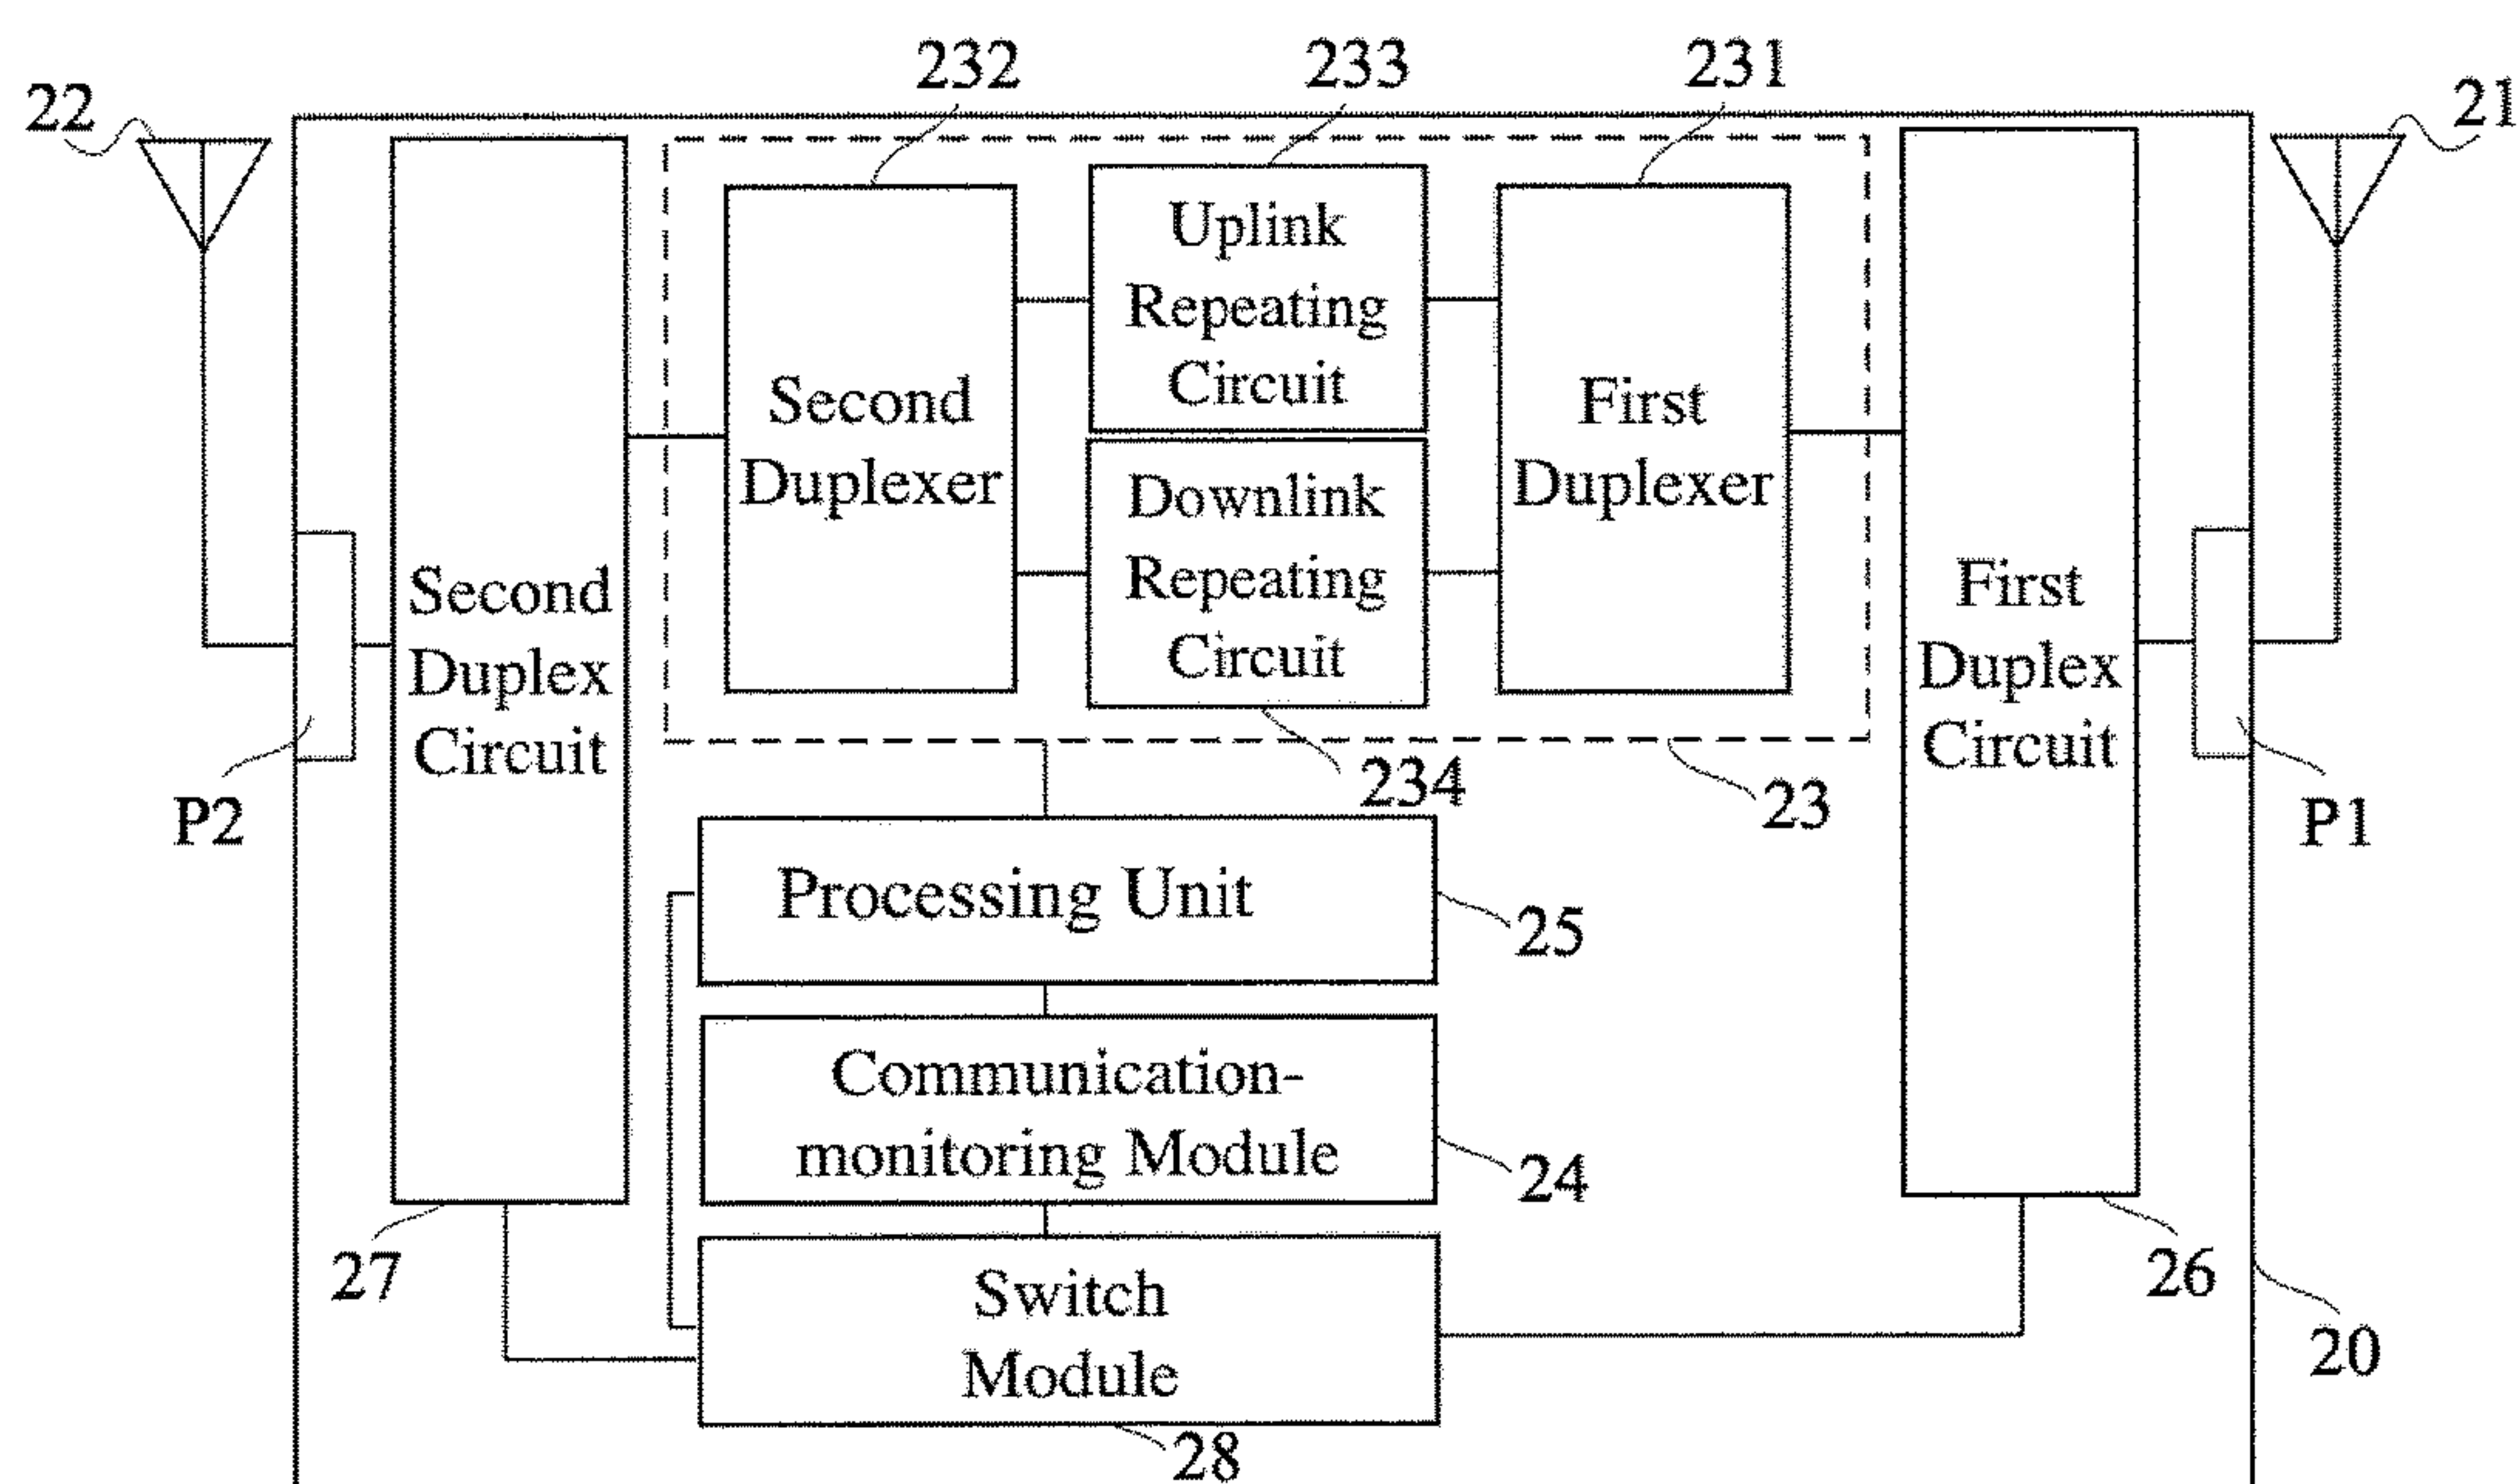 232
233
231
22
21
Uplink
Repeating
Circuit
Second
Duplexer
First
Duplexer
Downlink
Repeating
Circuit
Second
Duplex
Circuit
First
Duplex
Circuit
234
23
P2
P1
Processing Unit
25
Communication-
monitoring Module
24
27
26
Switch
Module
20
28